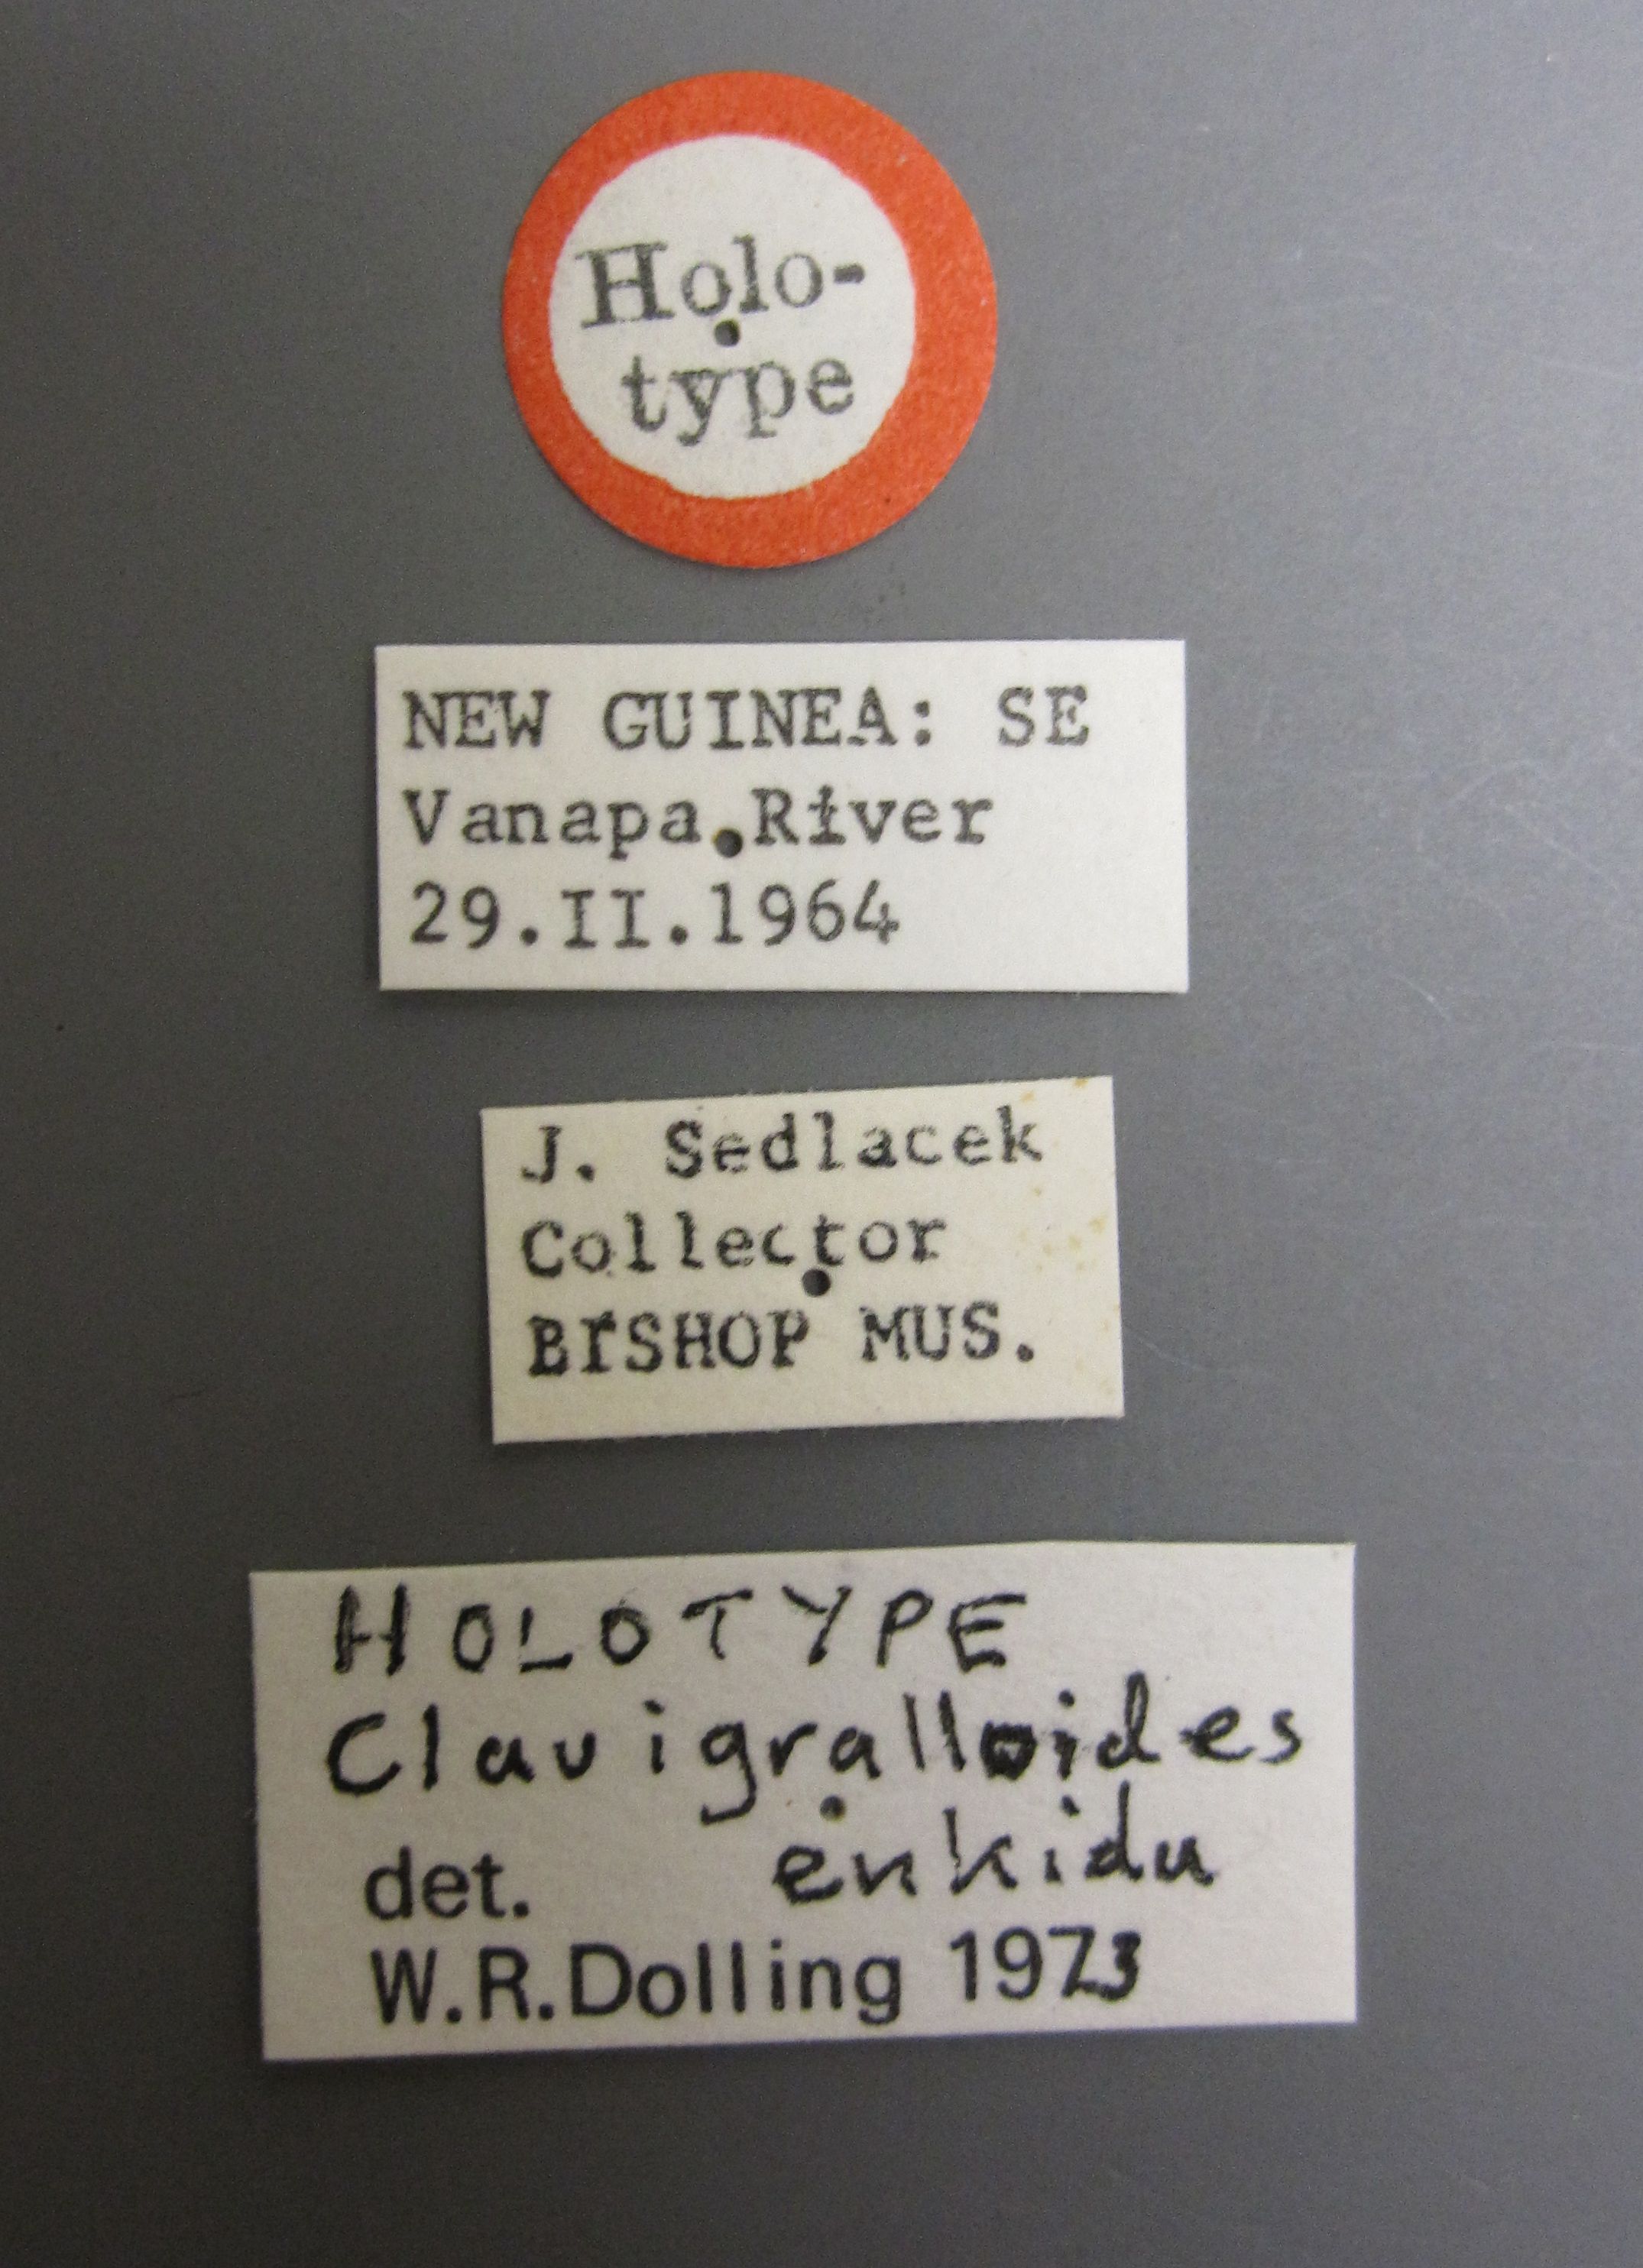 Holo-
type
NEW GUINEA: SE
Vanapa River
29.II.1964
J. Sedlacek
Collector
BISHOP MUS.
HOLOTYPE
Clavigralloides
det. enkidu
W.R.Dolling 1973